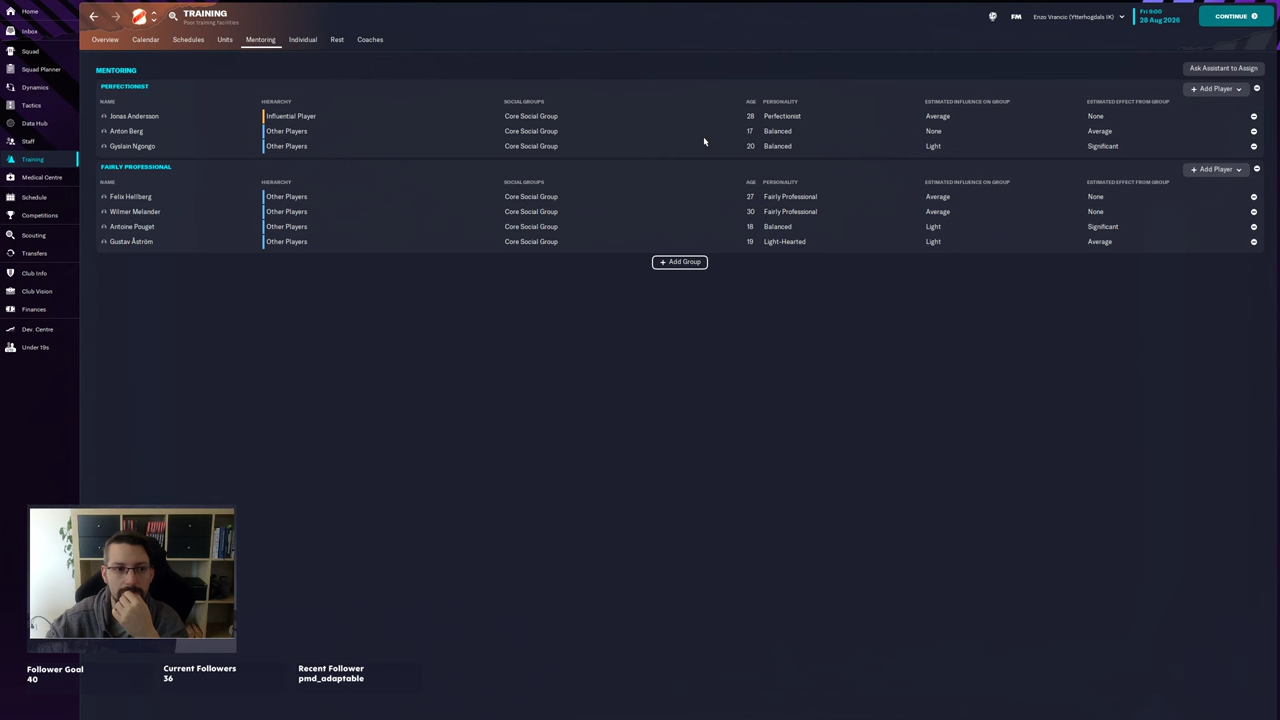 Home
Inbox
Squad
Squad Planner
Dynamics
Tactics
Data Hub
Staff
Training
Medical Centre
Schedule
Competitions
Scouting
Transfers
Club Info
Club Vision
Finances
Dev. Centre
Under 19s
TRAINING
Poor training facilities
FM
Enzo Vrancic (Ytterhogdals IK)
Fri 9:00
28 Aug 2026
CONTINUE
Overview Calendar Schedules Units Mentoring Individual Rest Coaches
MENTORING
Ask Assistant to Assign
PERFECTIONIST
+ Add Player
NAME HIERARCHY SOCIAL GROUPS AGE PERSONALITY ESTIMATED INFLUENCE ON GROUP ESTIMATED EFFECT FROM GROUP
Jonas Andersson Influential Player Core Social Group 28 Perfectionist Average None
Anton Berg Other Players Core Social Group 17 Balanced None Average
Gyslain Ngongo Other Players Core Social Group 20 Balanced Light Significant
FAIRLY PROFESSIONAL
+ Add Player
NAME HIERARCHY SOCIAL GROUPS AGE PERSONALITY ESTIMATED INFLUENCE ON GROUP ESTIMATED EFFECT FROM GROUP
Felix Hellberg Other Players Core Social Group 27 Fairly Professional Average None
Wilmer Melander Other Players Core Social Group 30 Fairly Professional Average None
Antoine Pouget Other Players Core Social Group 18 Balanced Light Significant
Gustav Åström Other Players Core Social Group 19 Light-Hearted Light Average
+ Add Group
Follower Goal
40
Current Followers
36
Recent Follower
pmd_adaptable